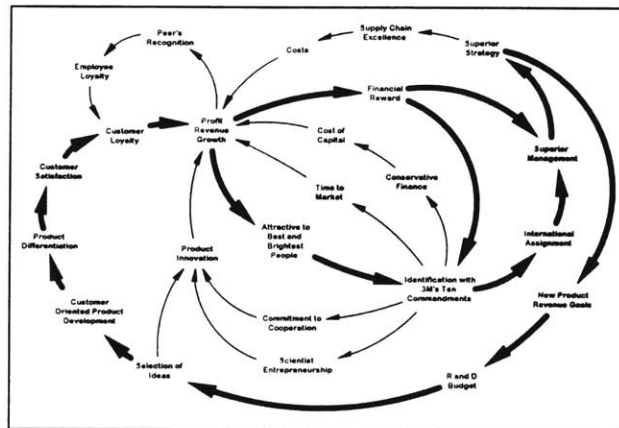 Peer's
Recognition
Supply Chain
Excellence
Costs
Superior
Strategy
Employee
Loyalty
Financial
Reward
Profit
Revenue
Growth
Customer
Loyalty
Cost of
Capital
Superior
Management
Customer
Satisfaction
Conservative
Finance
Time to
Market
Attractive to
Best and
Brightest
People
International
Assignment
Product
Differentiation
Product
Innovation
Identification with
3M's Ten
Commandments
New Product
Revenue Goals
Customer
Oriented Product
Development
Commitment to
Cooperation
Selection of
Ideas
Scientist
Entrepreneurship
R and D
Budget